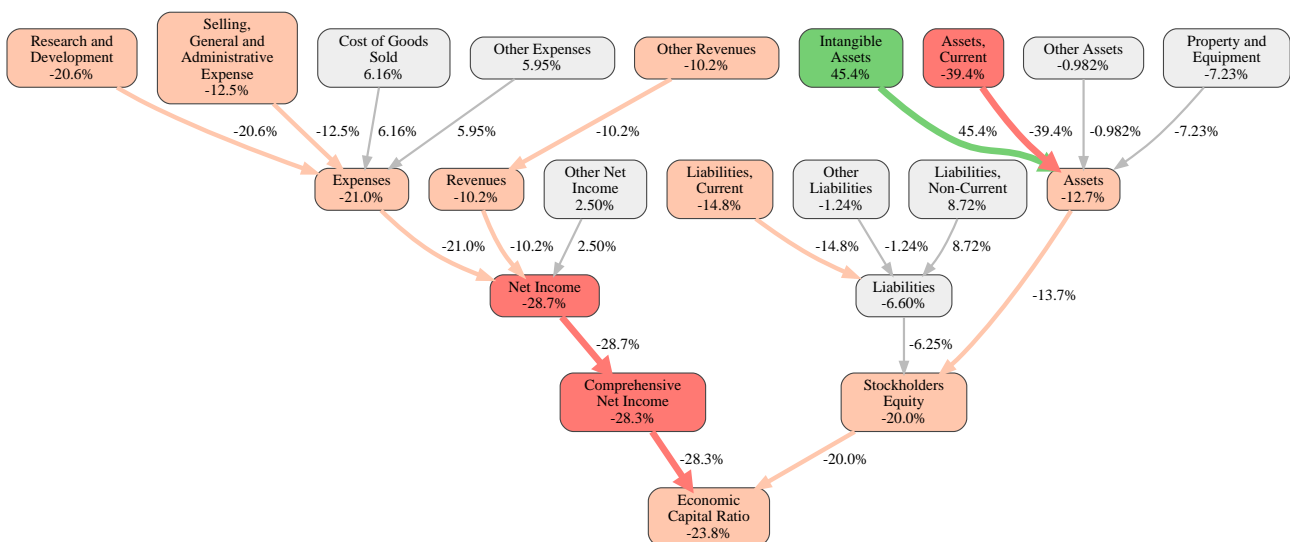 Research and
Development
-20.6%
Selling,
General and
Administrative
Expense
-12.5%
Cost of Goods
Sold
6.16%
Other Expenses
5.95%
Other Revenues
-10.2%
Intangible
Assets
45.4%
Assets,
Current
-39.4%
Other Assets
-0.982%
Property and
Equipment
-7.23%
-20.6%
-12.5%
6.16%
5.95%
-10.2%
45.4%
-39.4%
-0.982%
-7.23%
Expenses
-21.0%
Revenues
-10.2%
Other Net
Income
2.50%
Liabilities,
Current
-14.8%
Other
Liabilities
-1.24%
Liabilities,
Non-Current
8.72%
Assets
-12.7%
-21.0%
-10.2%
2.50%
-14.8%
-1.24%
8.72%
Net Income
-28.7%
Liabilities
-6.60%
-13.7%
-28.7%
-6.25%
Comprehensive
Net Income
-28.3%
Stockholders
Equity
-20.0%
-28.3%
-20.0%
Economic
Capital Ratio
-23.8%